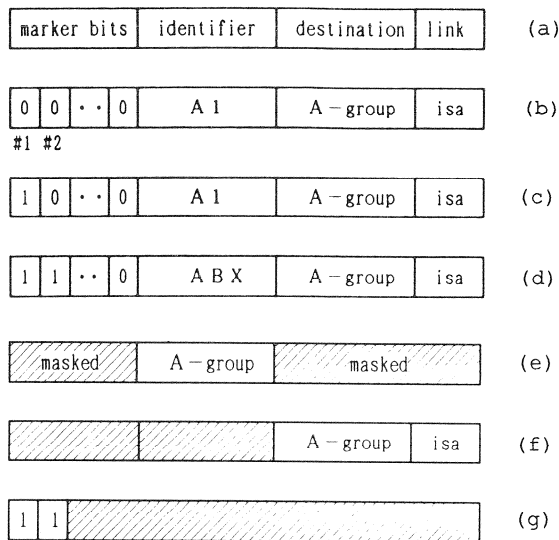 marker bits identifier destination link (a)
0 0 ·· 0 A 1 A-group isa (b)
#1 #2
1 0 ·· 0 A 1 A-group isa (c)
1 1 ·· 0 A B X A-group isa (d)
masked A-group masked (e)
A-group isa (f)
1 1 (g)